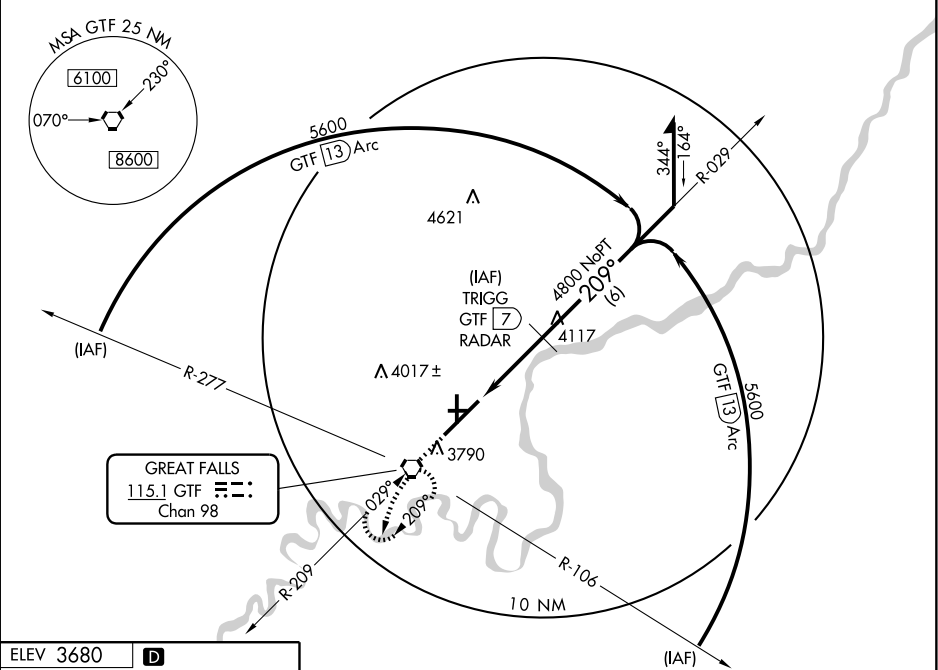 MSA GTF 25 NM
6100
230°
070°
8600
5600
GTF 13 Arc
344°
164°
R-029
4621
4800 NoPT
209°
(6)
(IAF)
TRIGG
GTF 7
RADAR
4117
(IAF)
R-277
4017 ±
5600
GTF 13 Arc
3790
GREAT FALLS
115.1 GTF
Chan 98
029°
209°
R-209
R-106
10 NM
(IAF)
ELEV 3680
D